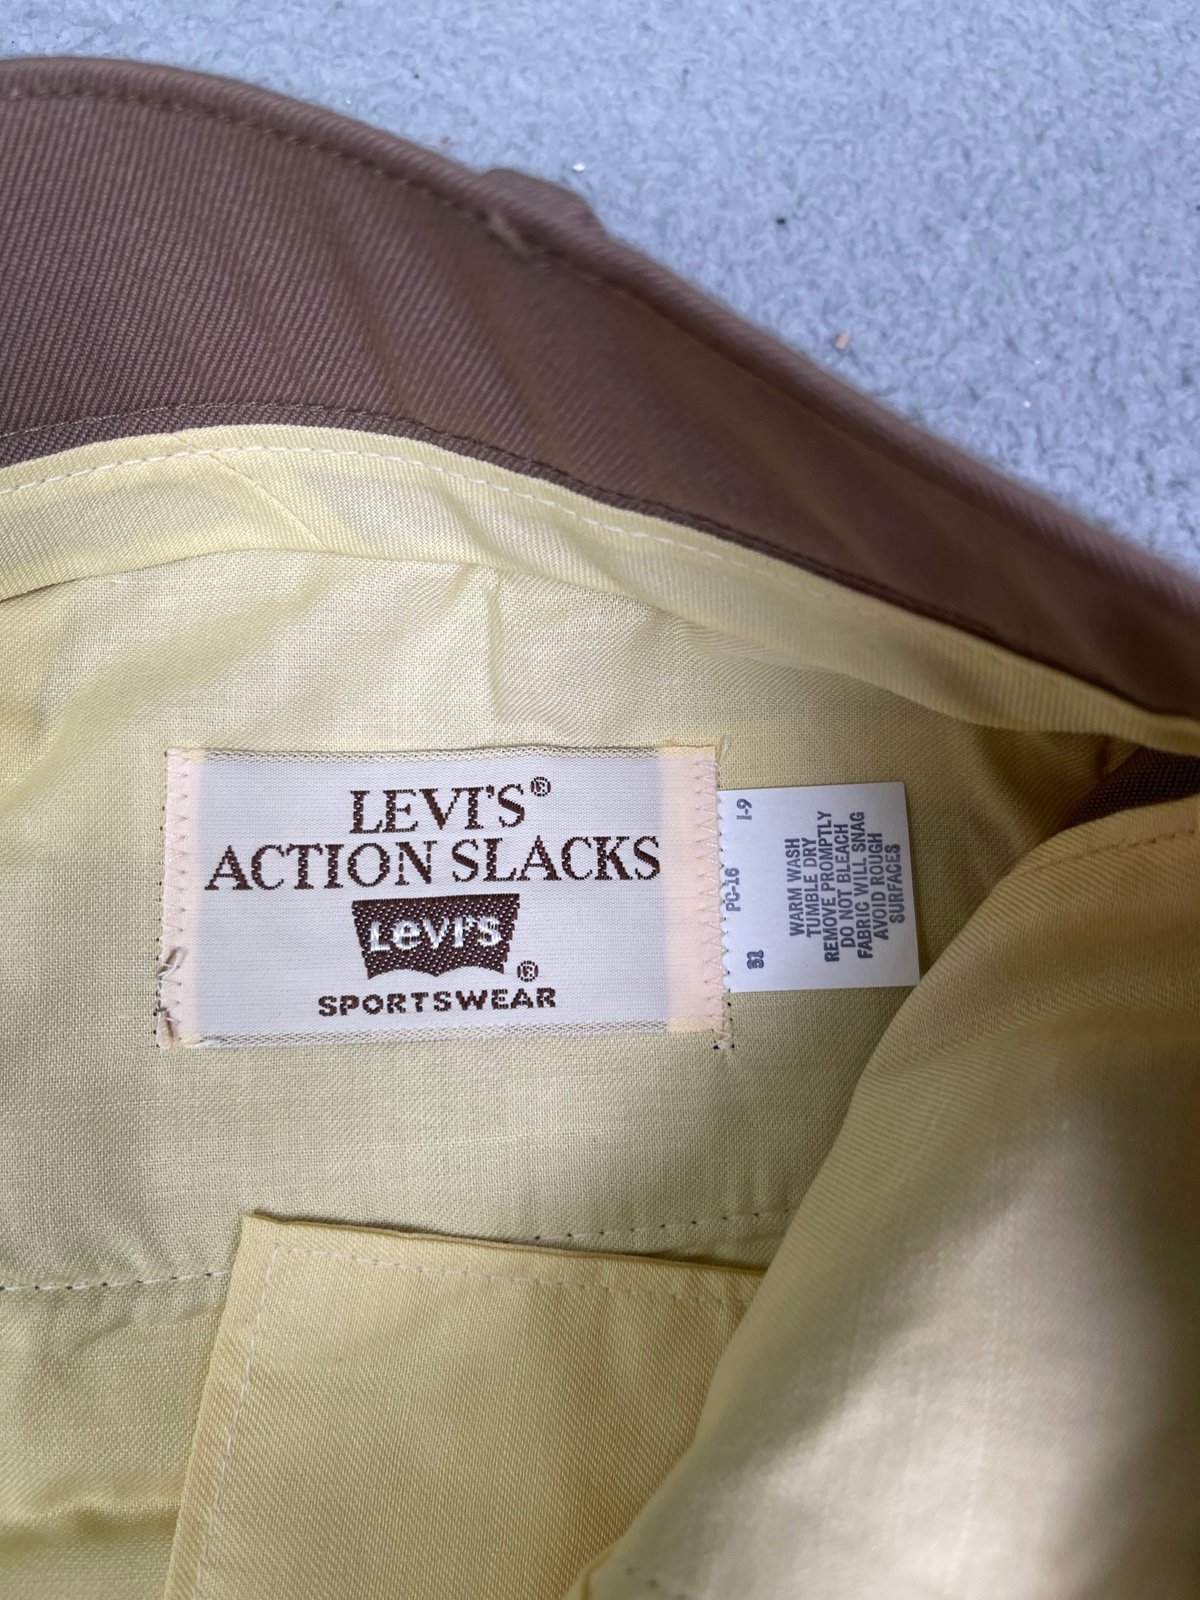 LEVI'S®
ACTION SLACKS
LEVI'S
®
SPORTSWEAR
B2 PC-16 I-9
WARM WASH
TUMBLE DRY
REMOVE PROMPTLY
DO NOT BLEACH
FABRIC WILL SNAG
AVOID ROUGH
SURFACES